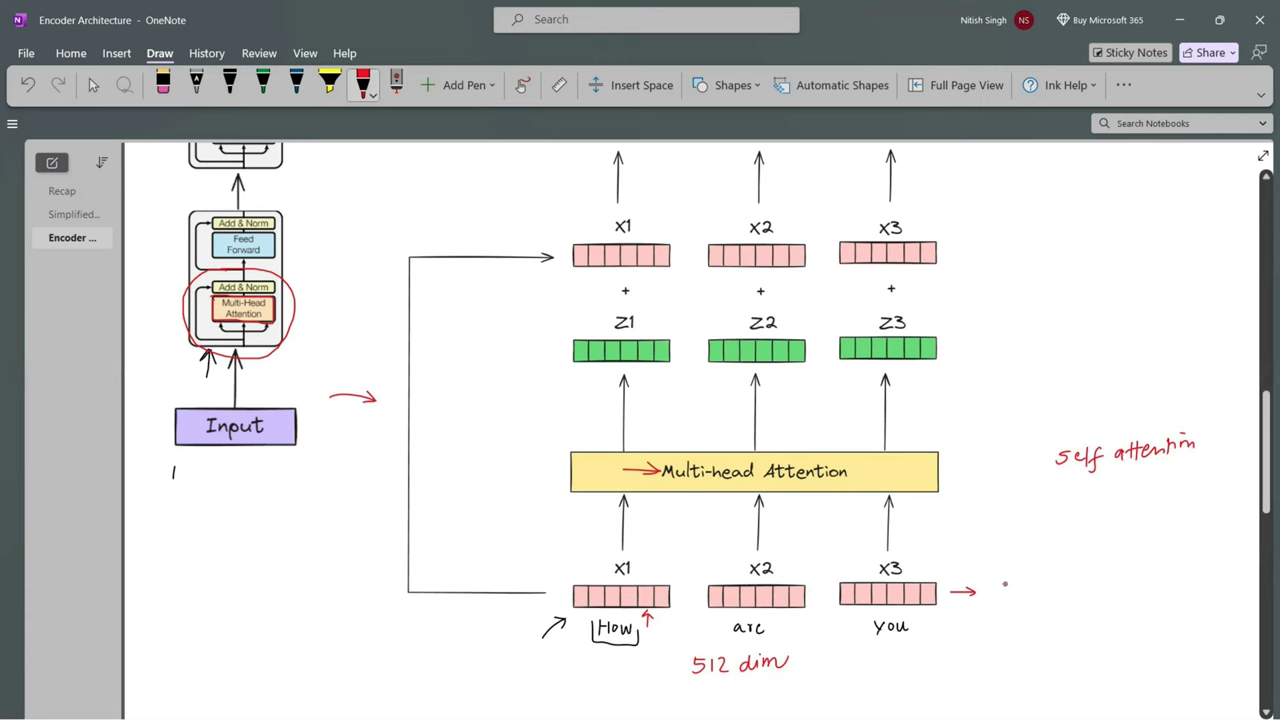 Encoder Architecture - OneNote
Search
Nitish Singh NS Buy Microsoft 365
File Home Insert Draw History Review View Help
Sticky Notes Share
Add Pen Insert Space Shapes Automatic Shapes Full Page View Ink Help
Search Notebooks
Recap
Simplified...
Encoder ...
Add & Norm
Feed
Forward
Add & Norm
Multi-Head
Attention
Input
X1 X2 X3
+ + +
Z1 Z2 Z3
Multi-head Attention
self attention
X1 X2 X3
How are you
512 dim